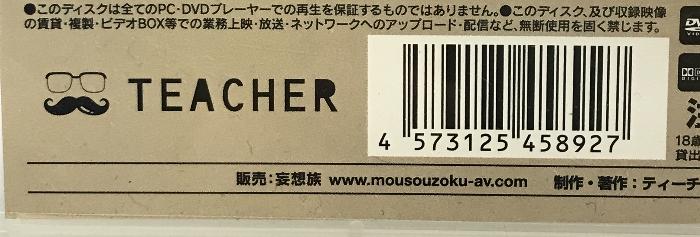 ●このディスクは全てのPC・DVDプレーヤーでの再生を保証するものではありません。●このディスク、及び収録映像
の賃貸・複製・ビデオBOX等での業務上映・放送・ネットワークへのアップロード・配信など、無断使用を固く禁じます。
TEACHER
4 573125 458927
18歳
貸出
販売：妄想族 www.mousouzoku-av.com 制作・著作：ティーチ